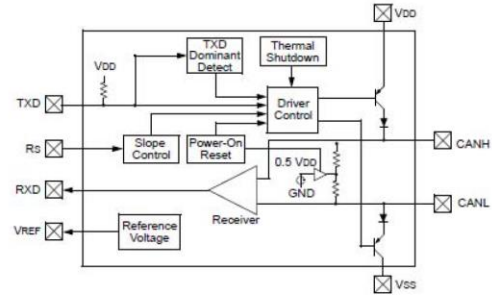 VDD
TXD
Dominant
Detect
Thermal
Shutdown
VDD
TXD
Driver
Control
RS
Slope
Control
Power-On
Reset
CANH
0.5 VDD
GND
RXD
CANL
Receiver
VREF
Reference
Voltage
VSS